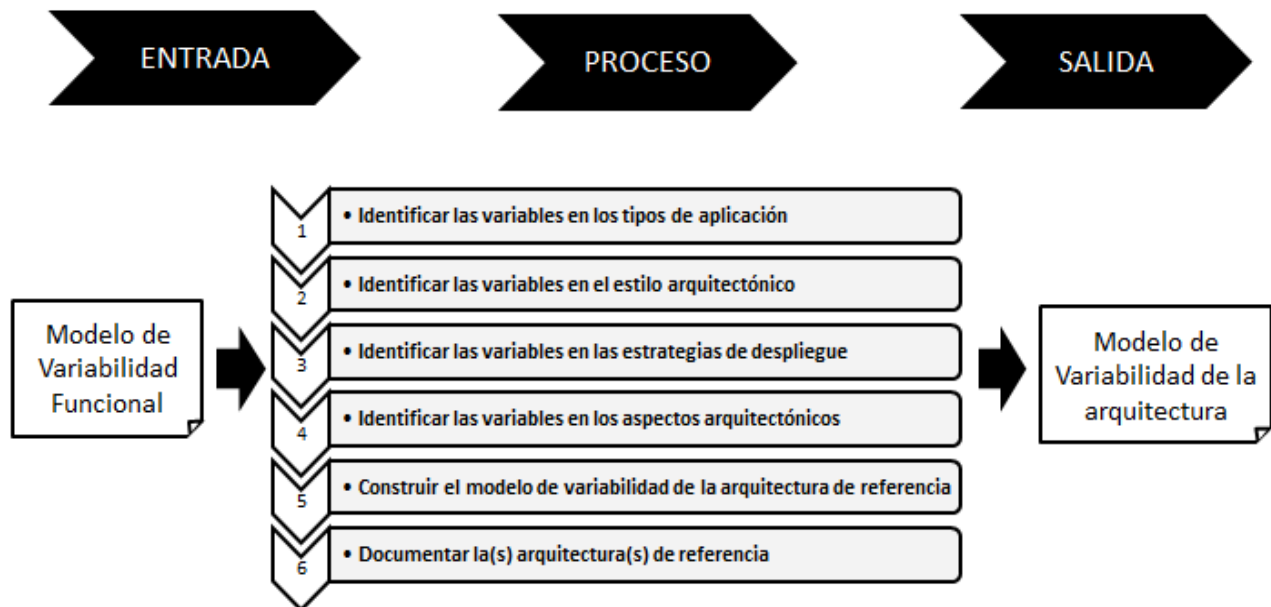 ENTRADA
PROCESO
SALIDA
1
• Identificar las variables en los tipos de aplicación
2
• Identificar las variables en el estilo arquitectónico
3
• Identificar las variables en las estrategias de despliegue
4
• Identificar las variables en los aspectos arquitectónicos
5
• Construir el modelo de variabilidad de la arquitectura de referencia
6
• Documentar la(s) arquitectura(s) de referencia
Modelo de
Variabilidad
Funcional
Modelo de
Variabilidad de la
arquitectura